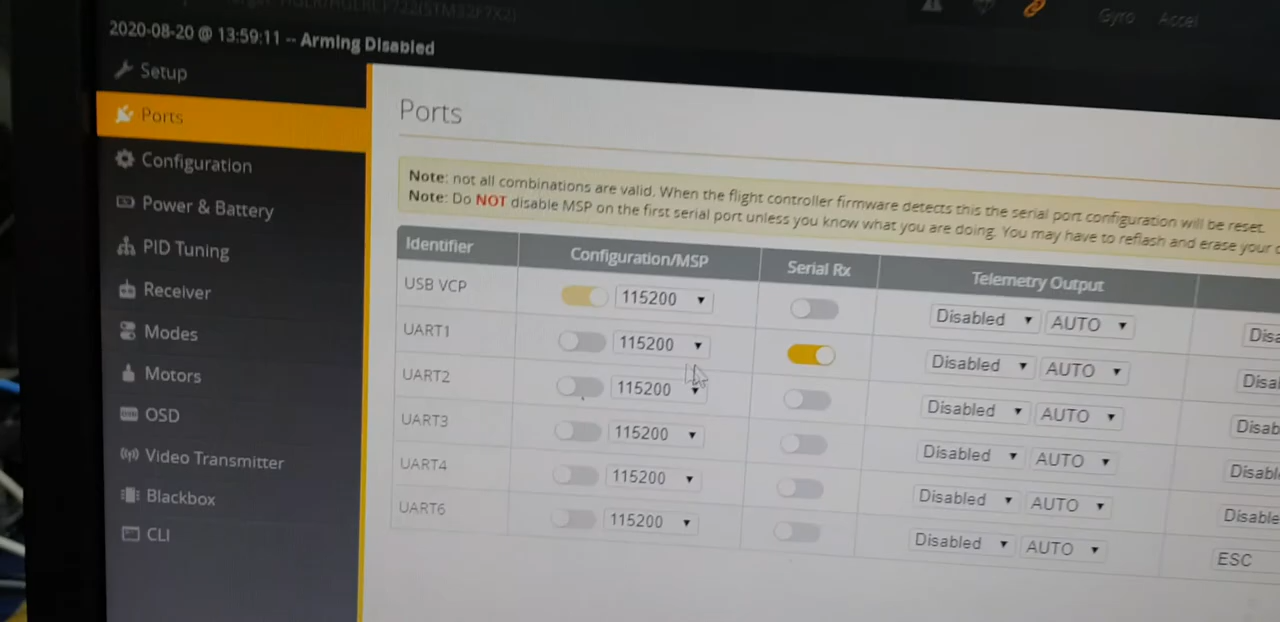 2020-08-20 @ 13:59:11 -- Arming Disabled
Gyro Accel
Setup
Ports
Configuration
Power & Battery
PID Tuning
Receiver
Modes
Motors
OSD
Video Transmitter
Blackbox
CLI
Ports
Note: not all combinations are valid. When the flight controller firmware detects this the serial port configuration will be reset.
Note: Do NOT disable MSP on the first serial port unless you know what you are doing. You may have to reflash and erase your
Identifier Configuration/MSP Serial Rx Telemetry Output
USB VCP 115200 Disabled AUTO
UART1 115200 Disabled AUTO
UART2 115200 Disabled AUTO
UART3 115200 Disabled AUTO
UART4 115200 Disabled AUTO
UART6 115200 Disabled AUTO ESC